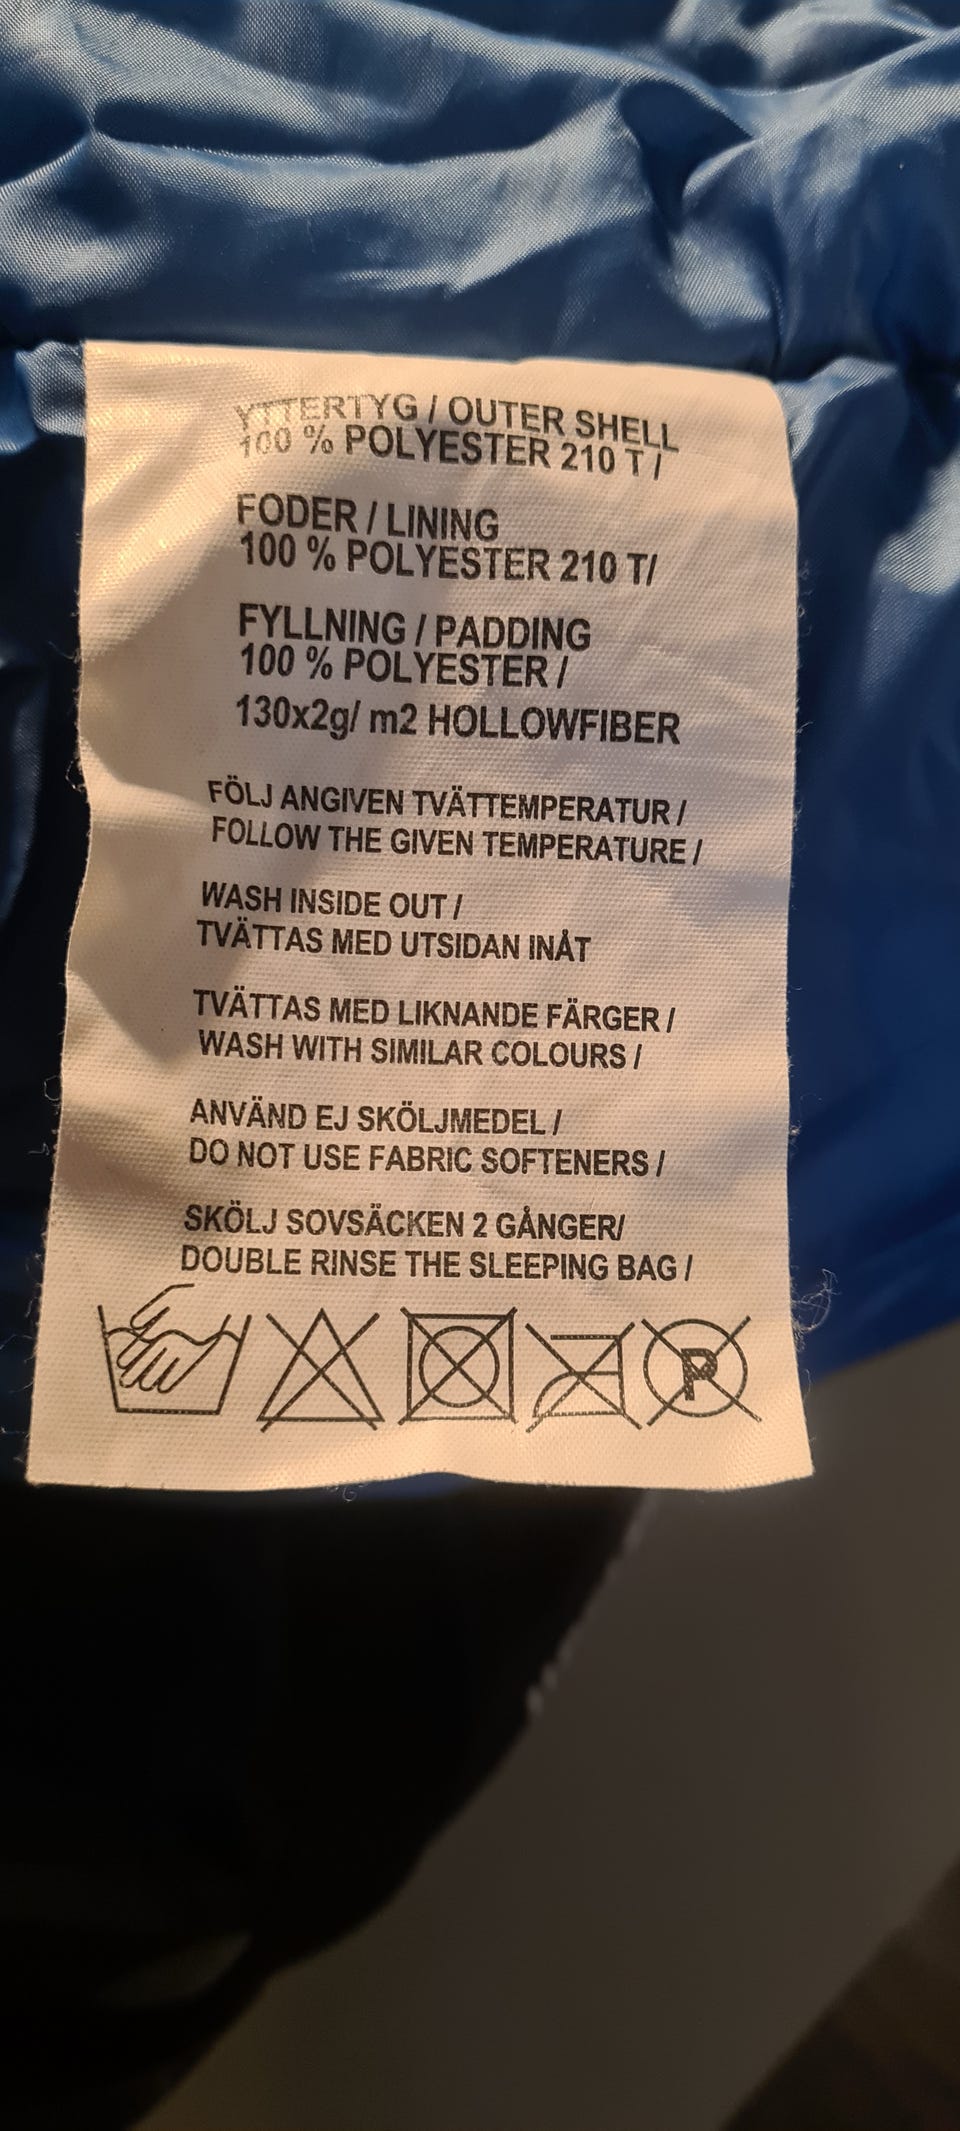 YTTERTYG / OUTER SHELL
100 % POLYESTER 210 T /
FODER / LINING
100 % POLYESTER 210 T/
FYLLNING / PADDING
100 % POLYESTER /
130x2g/ m2 HOLLOWFIBER
FÖLJ ANGIVEN TVÄTTEMPERATUR /
FOLLOW THE GIVEN TEMPERATURE /
WASH INSIDE OUT /
TVÄTTAS MED UTSIDAN INÅT
TVÄTTAS MED LIKNANDE FÄRGER /
WASH WITH SIMILAR COLOURS /
ANVÄND EJ SKÖLJMEDEL /
DO NOT USE FABRIC SOFTENERS /
SKÖLJ SOVSÄCKEN 2 GÅNGER/
DOUBLE RINSE THE SLEEPING BAG /
P